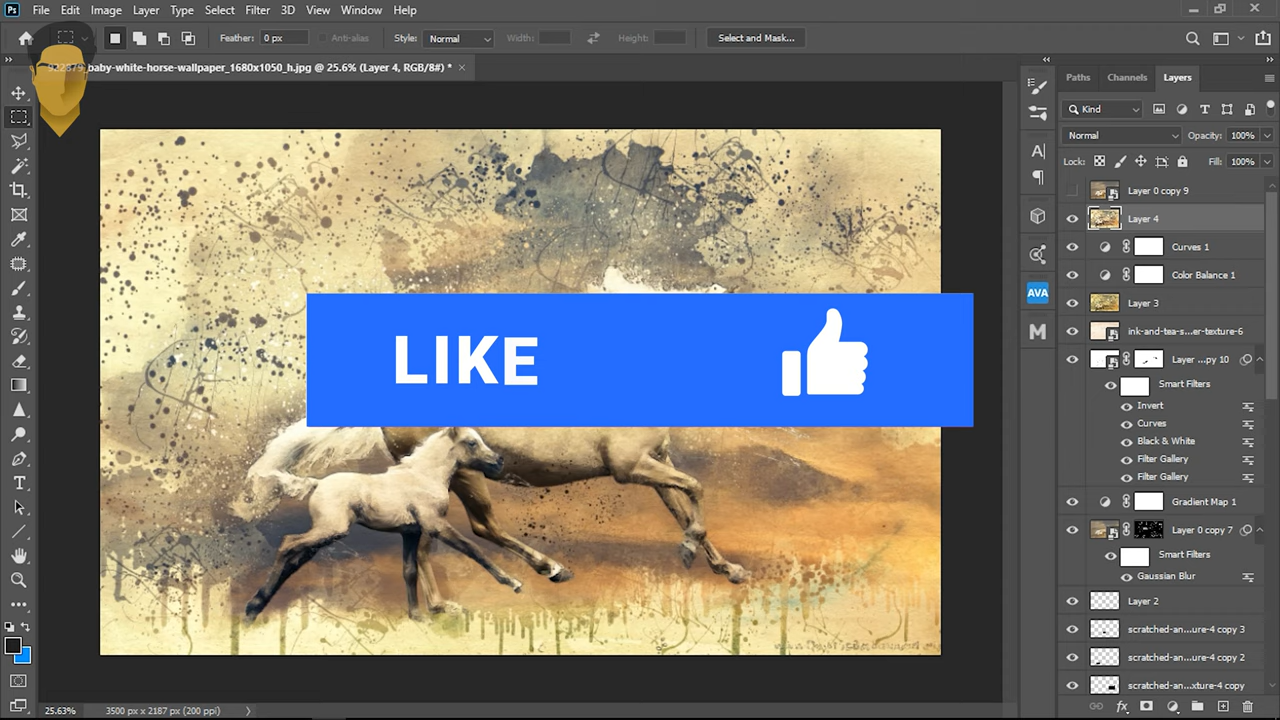 Ps File Edit Image Layer Type Select Filter 3D View Window Help
Feather: 0 px Anti-alias Style: Normal Width: Height: Select and Mask...
baby-white-horse-wallpaper_1680x1050_h.jpg @ 25.6% (Layer 4, RGB/8#) * ×
Paths Channels Layers
Kind
Normal Opacity: 100%
Lock: Fill: 100%
Layer 0 copy 9
Layer 4
Curves 1
Color Balance 1
AVA
Layer 3
ink-and-tea-s...er-texture-6
LIKE
Layer ...py 10
Smart Filters
Invert
Curves
Black & White
Filter Gallery
Filter Gallery
Gradient Map 1
Layer 0 copy 7
Smart Filters
Gaussian Blur
Layer 2
scratched-an...ure-4 copy 3
scratched-an...ure-4 copy 2
scratched-an...xture-4 copy
25.63% 3500 px x 2187 px (200 ppi)